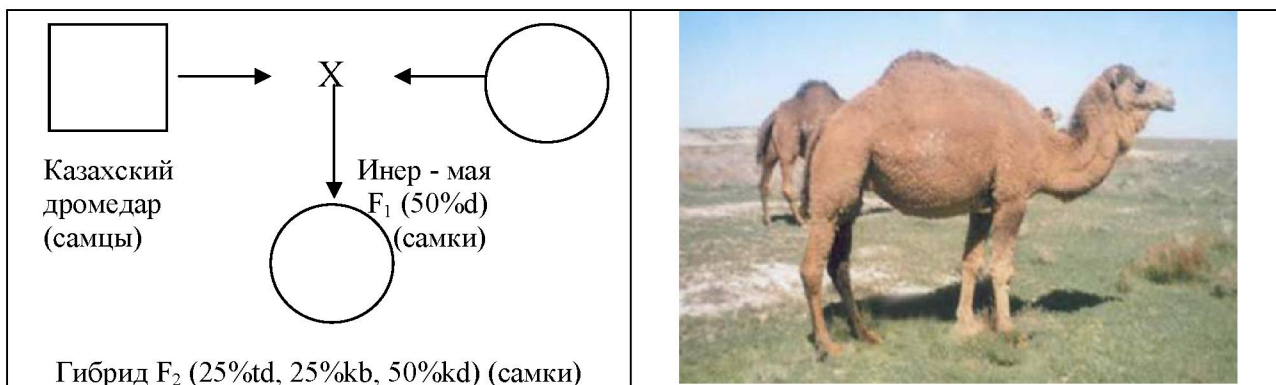 X
Казахский
дромедар
(самцы)
Инер - мая
F₁ (50%d)
(самки)
Гибрид F₂ (25%td, 25%kb, 50%kd) (самки)